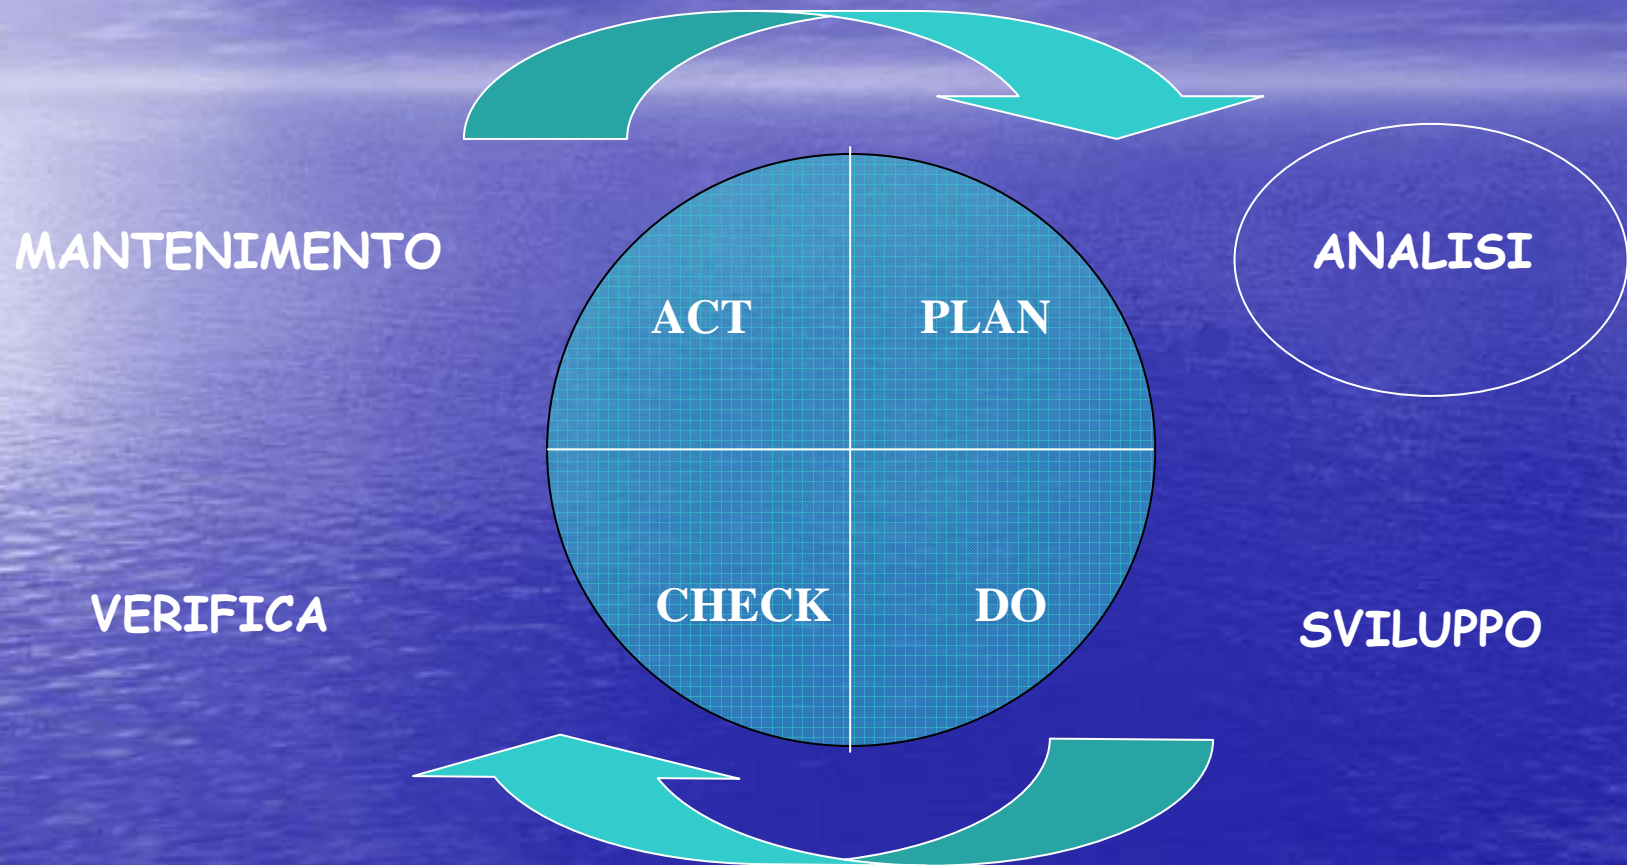 MANTENIMENTO
ANALISI
ACT
PLAN
VERIFICA
CHECK
DO
SVILUPPO